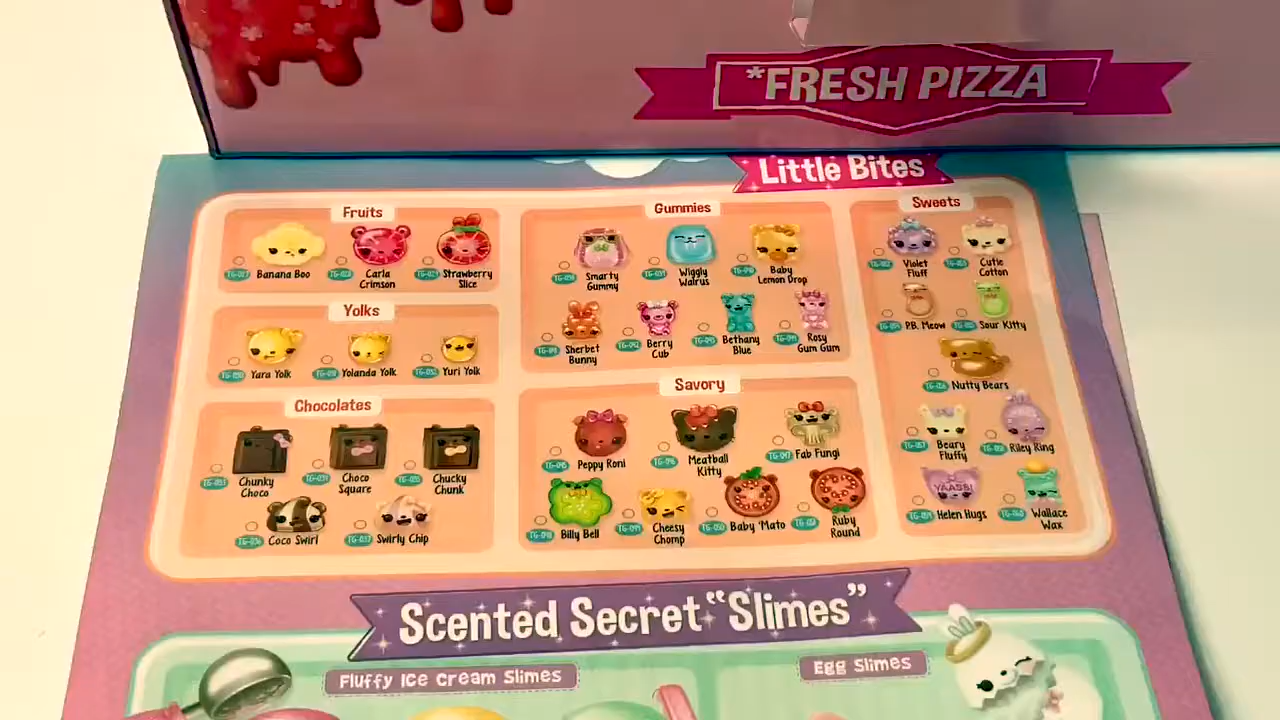 *FRESH PIZZA
Little Bites
Fruits
Banana Boo
Carla
Crimson
Strawberry
Slice
Yolks
Yara Yolk
Yolanda Yolk
Yuri Yolk
Chocolates
Chunky
Choco
Choco
Square
Chucky
Chunk
Coco Swirl
Swirly Chip
Gummies
Smarty
Gummy
Wiggly
Walrus
Baby
Lemon Drop
Sherbet
Bunny
Berry
Cub
Bethany
Blue
Rosy
Gum Gum
Savory
Peppy Roni
Meatball
Kitty
Fab Fungi
Billy Bell
Cheesy
Chomp
Baby 'Mato
Ruby
Round
Sweets
Violet
Fluff
Cutie
Cotton
P.B. Meow
Sour Kitty
Nutty Bears
Beary
Fluffy
Riley Ring
YAASS!
Helen Hugs
Wallace
Wax
Scented Secret "Slimes"
Fluffy Ice Cream Slimes
Egg Slimes